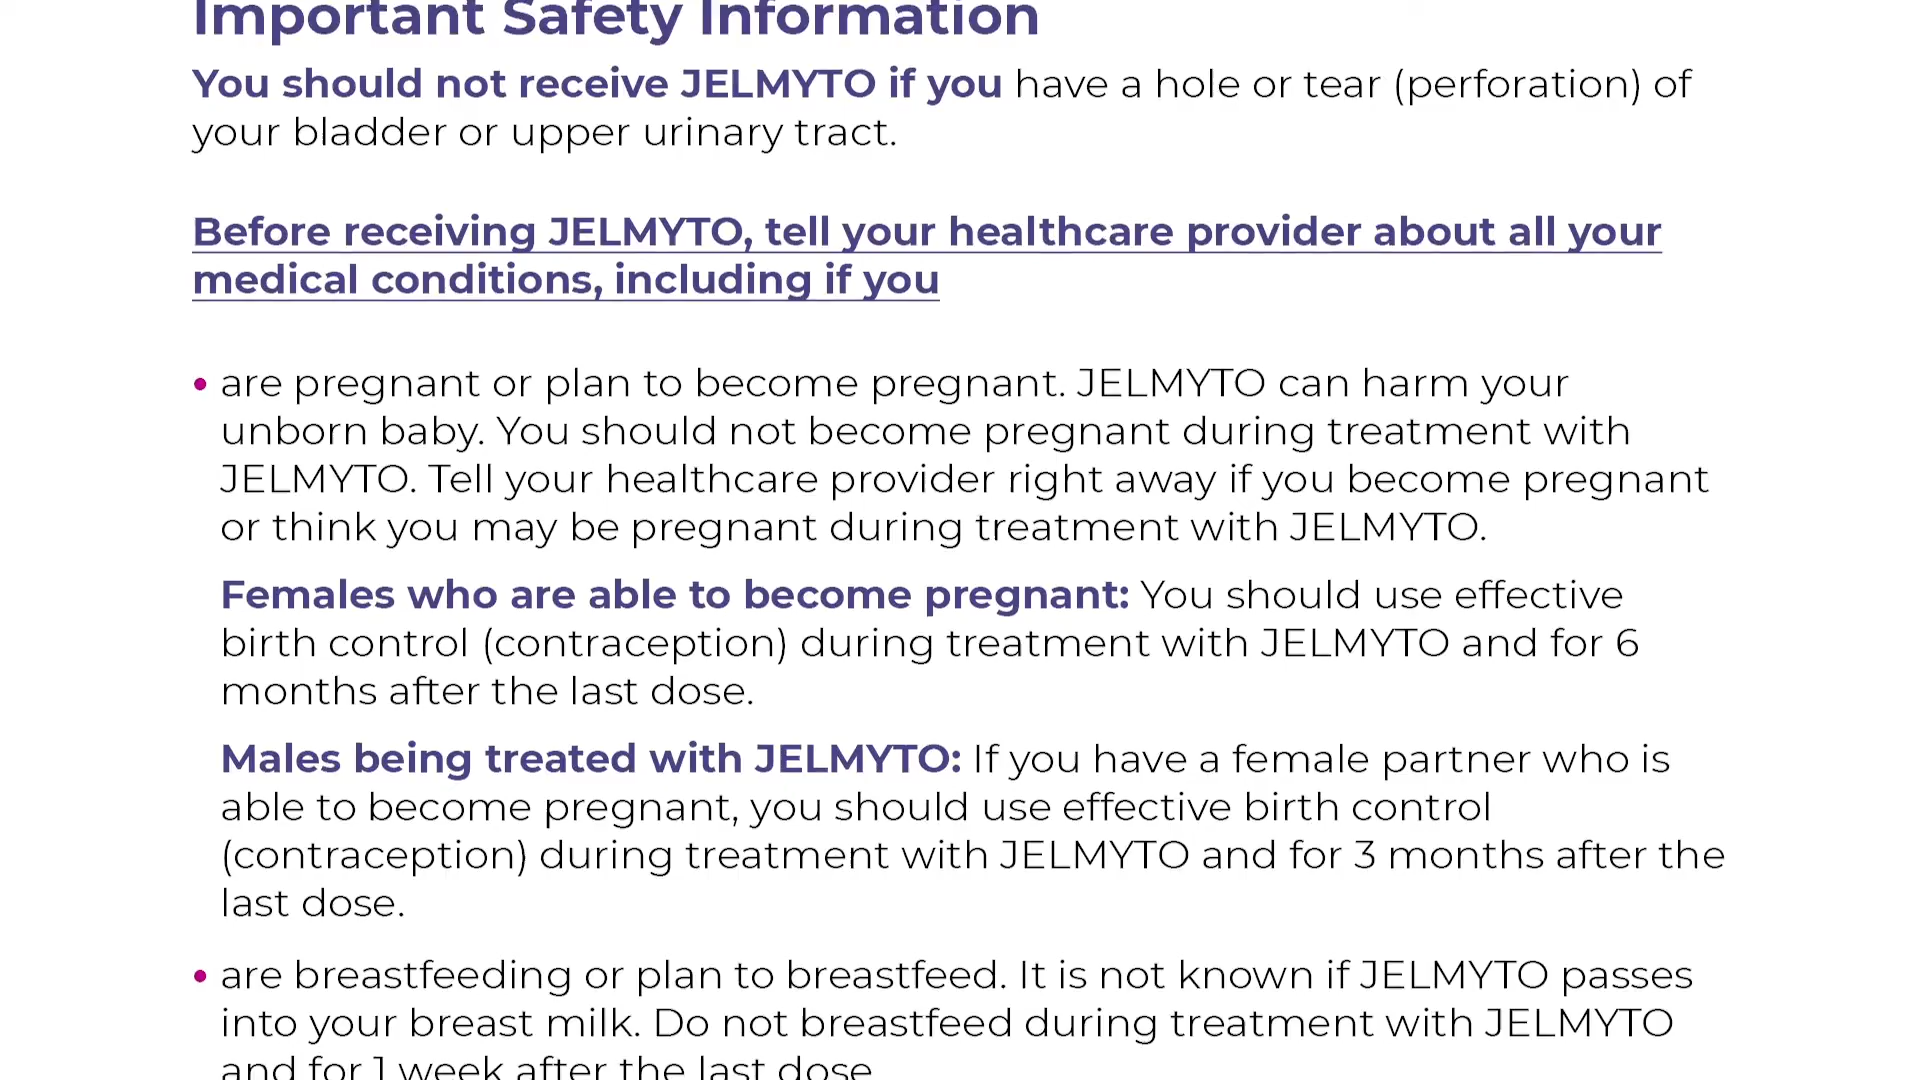 Important Safety Information
You should not receive JELMYTO if you have a hole or tear (perforation) of
your bladder or upper urinary tract.
Before receiving JELMYTO, tell your healthcare provider about all your
medical conditions, including if you
• are pregnant or plan to become pregnant. JELMYTO can harm your
unborn baby. You should not become pregnant during treatment with
JELMYTO. Tell your healthcare provider right away if you become pregnant
or think you may be pregnant during treatment with JELMYTO.
Females who are able to become pregnant: You should use effective
birth control (contraception) during treatment with JELMYTO and for 6
months after the last dose.
Males being treated with JELMYTO: If you have a female partner who is
able to become pregnant, you should use effective birth control
(contraception) during treatment with JELMYTO and for 3 months after the
last dose.
• are breastfeeding or plan to breastfeed. It is not known if JELMYTO passes
into your breast milk. Do not breastfeed during treatment with JELMYTO
and for 1 week after the last dose